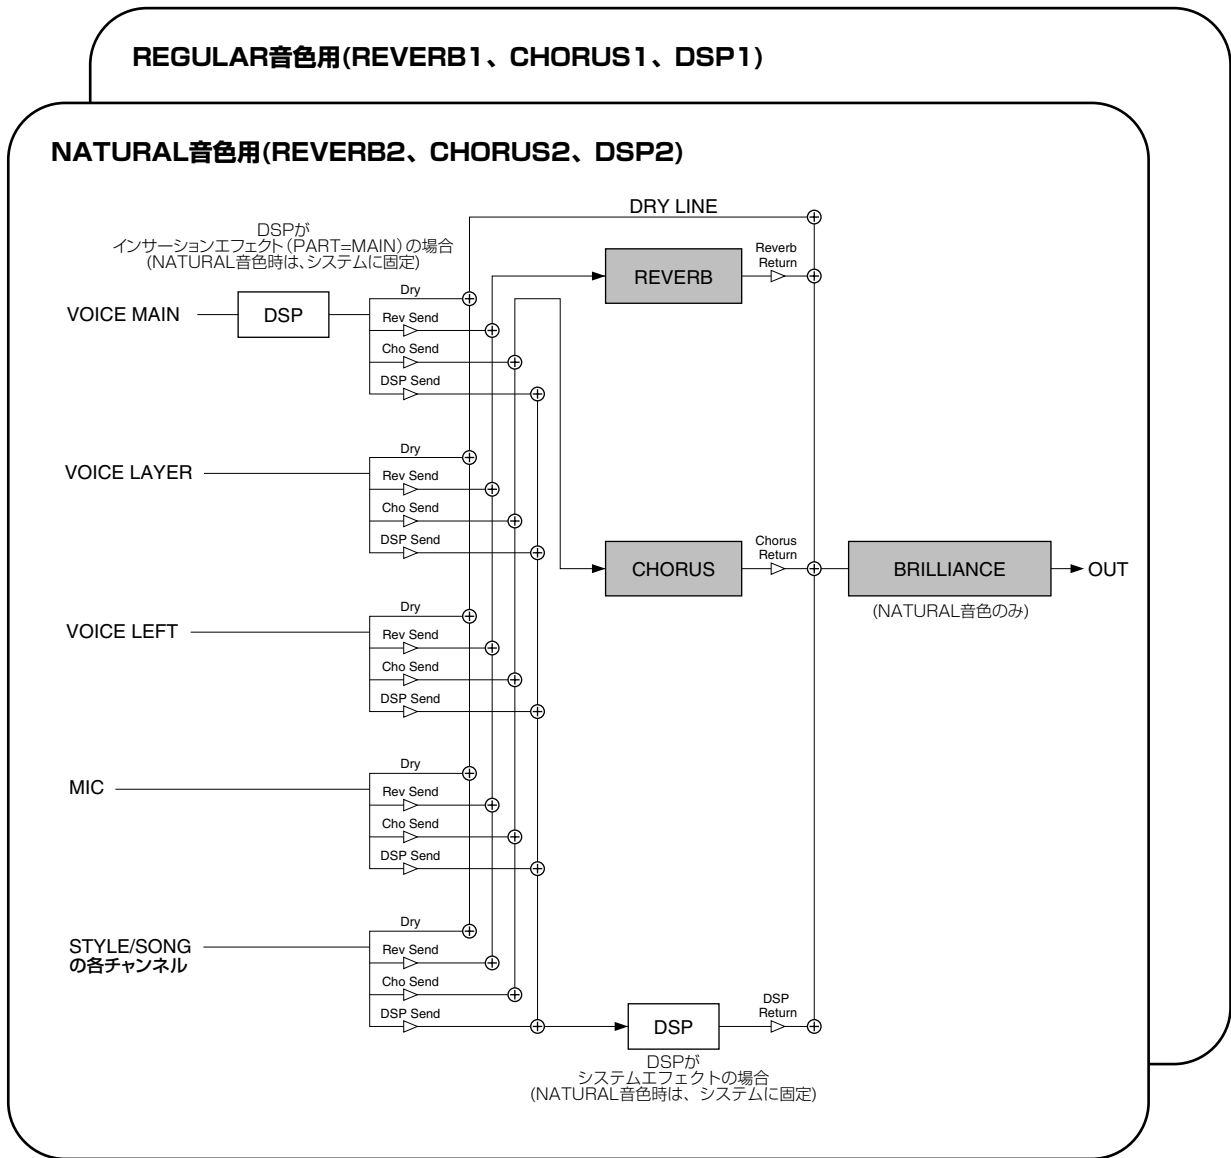 REGULAR音色用(REVERB1、CHORUS1、DSP1)
NATURAL音色用(REVERB2、CHORUS2、DSP2)
DRY LINE
DSPが
インサーションエフェクト(PART=MAIN)の場合
(NATURAL音色時は、システムに固定)
VOICE MAIN
DSP
Dry
Rev Send
Cho Send
DSP Send
REVERB
Reverb
Return
VOICE LAYER
Dry
Rev Send
Cho Send
DSP Send
CHORUS
Chorus
Return
BRILLIANCE
OUT
(NATURAL音色のみ)
VOICE LEFT
Dry
Rev Send
Cho Send
DSP Send
MIC
Dry
Rev Send
Cho Send
DSP Send
STYLE/SONG
の各チャンネル
Dry
Rev Send
Cho Send
DSP Send
DSP
DSP
Return
DSPが
システムエフェクトの場合
(NATURAL音色時は、システムに固定)